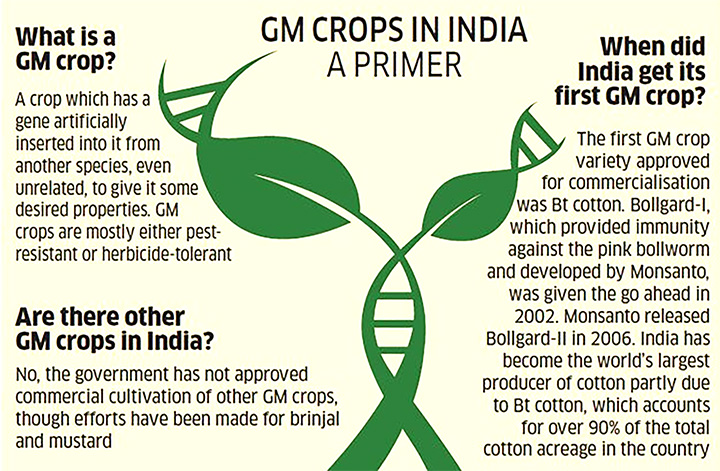 GM CROPS IN INDIA
A PRIMER
What is a
GM crop?
A crop which has a
gene artificially
inserted into it from
another species, even
unrelated, to give it some
desired properties. GM
crops are mostly either pest-
resistant or herbicide-tolerant
Are there other
GM crops in India?
No, the government has not approved
commercial cultivation of other GM crops,
though efforts have been made for brinjal
and mustard
When did
India get its
first GM crop?
The first GM crop
variety approved
for commercialisation
was Bt cotton. Bollgard-I,
which provided immunity
against the pink bollworm
and developed by Monsanto,
was given the go ahead in
2002. Monsanto released
Bollgard-II in 2006. India has
become the world's largest
producer of cotton partly due
to Bt cotton, which accounts
for over 90% of the total
cotton acreage in the country